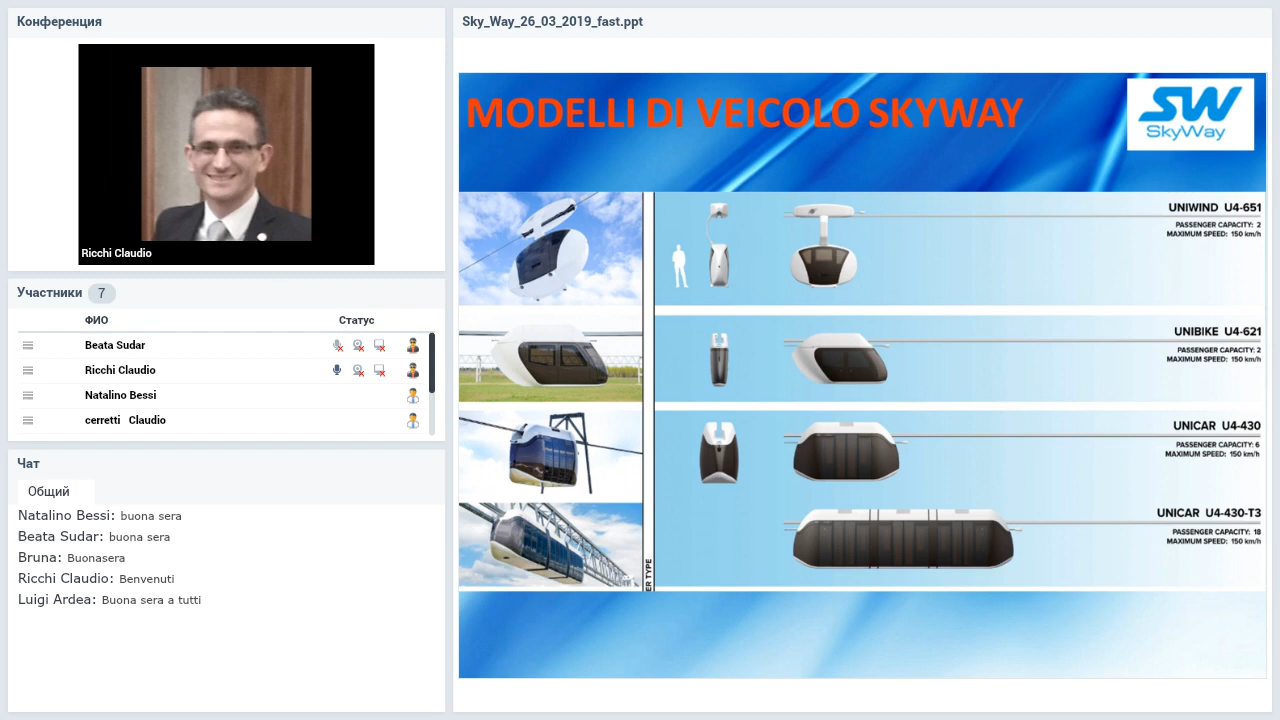 Конференция
Ricchi Claudio
Участники 7
ФИО Статус
Beata Sudar
Ricchi Claudio
Natalino Bessi
cerretti Claudio
Чат
Общий
Natalino Bessi: buona sera
Beata Sudar: buona sera
Bruna: Buonasera
Ricchi Claudio: Benvenuti
Luigi Ardea: Buona sera a tutti
Sky_Way_26_03_2019_fast.ppt
MODELLI DI VEICOLO SKYWAY
SW
SkyWay
UNIWIND U4-651
PASSENGER CAPACITY: 2
MAXIMUM SPEED: 150 km/h
UNIBIKE U4-621
PASSENGER CAPACITY: 2
MAXIMUM SPEED: 150 km/h
UNICAR U4-430
PASSENGER CAPACITY: 6
MAXIMUM SPEED: 150 km/h
UNICAR U4-430-T3
PASSENGER CAPACITY: 18
MAXIMUM SPEED: 150 km/h
ER TYPE